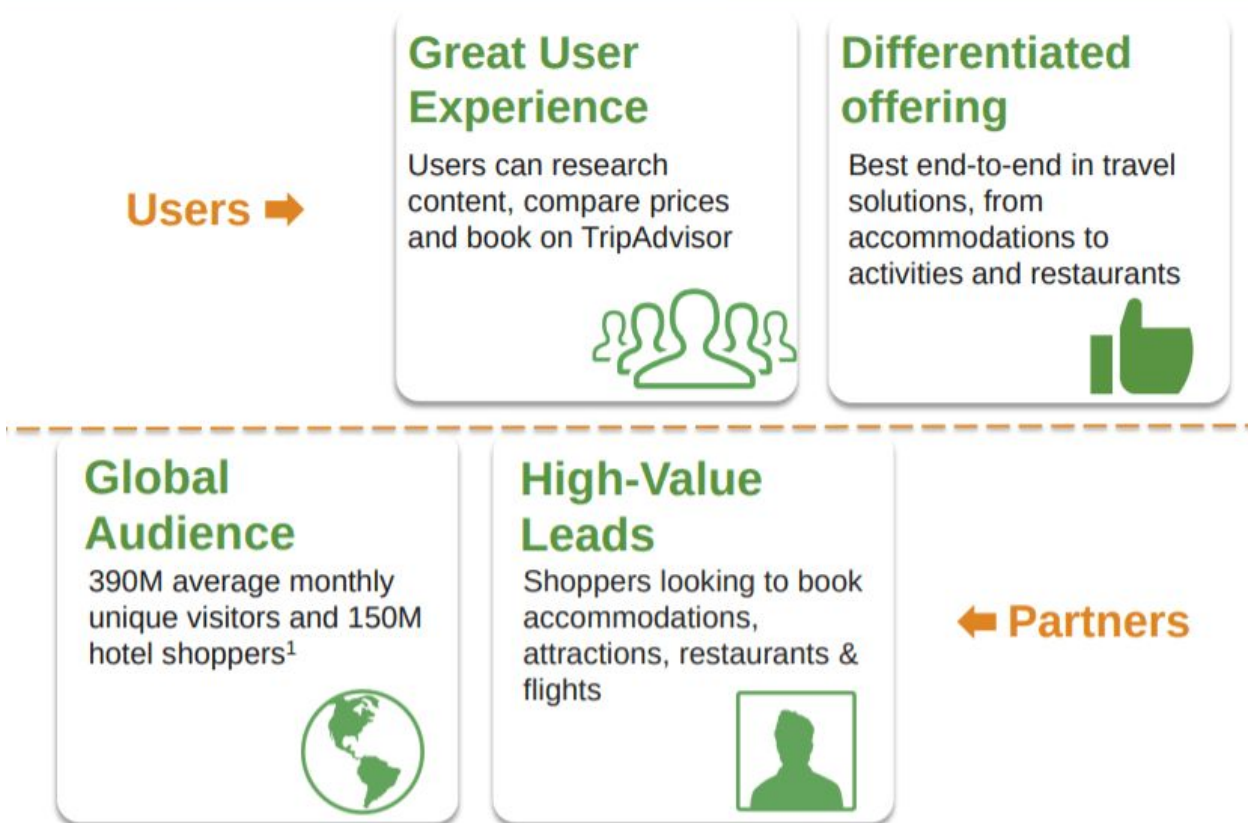 Great User
Experience
Users can research
content, compare prices
and book on TripAdvisor
Differentiated
offering
Best end-to-end in travel
solutions, from
accommodations to
activities and restaurants
Users
Global
Audience
390M average monthly
unique visitors and 150M
hotel shoppers¹
High-Value
Leads
Shoppers looking to book
accommodations,
attractions, restaurants &
flights
Partners